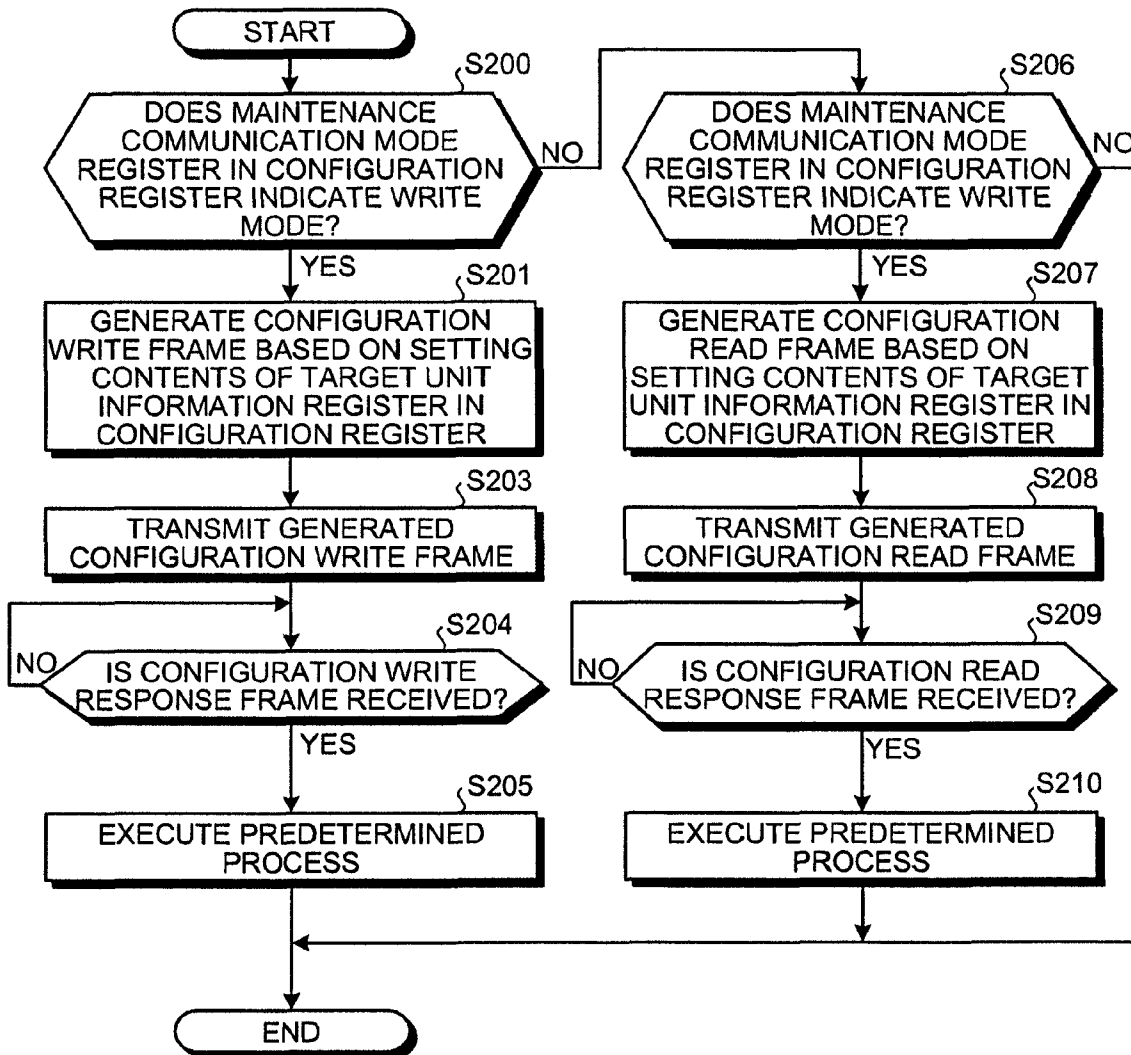 START
S200
DOES MAINTENANCE
COMMUNICATION MODE
REGISTER IN CONFIGURATION
REGISTER INDICATE WRITE
MODE?
NO
YES
S201
GENERATE CONFIGURATION
WRITE FRAME BASED ON SETTING
CONTENTS OF TARGET UNIT
INFORMATION REGISTER IN
CONFIGURATION REGISTER
S203
TRANSMIT GENERATED
CONFIGURATION WRITE FRAME
S204
NO
IS CONFIGURATION WRITE
RESPONSE FRAME RECEIVED?
YES
S205
EXECUTE PREDETERMINED
PROCESS
S206
DOES MAINTENANCE
COMMUNICATION MODE
REGISTER IN CONFIGURATION
REGISTER INDICATE WRITE
MODE?
NO
YES
S207
GENERATE CONFIGURATION
READ FRAME BASED ON
SETTING CONTENTS OF TARGET
UNIT INFORMATION REGISTER IN
CONFIGURATION REGISTER
S208
TRANSMIT GENERATED
CONFIGURATION READ FRAME
S209
NO
IS CONFIGURATION READ
RESPONSE FRAME RECEIVED?
YES
S210
EXECUTE PREDETERMINED
PROCESS
END